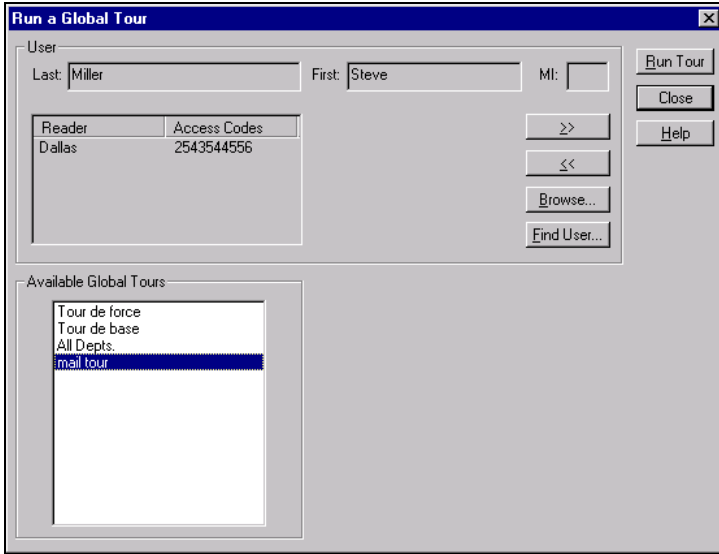 Run a Global Tour
User
Last: Miller First: Steve MI:
Run Tour
Close
Help
Reader Access Codes
Dallas 2543544556
>>
<<
Browse...
Find User...
Available Global Tours
Tour de force
Tour de base
All Depts.
mail tour